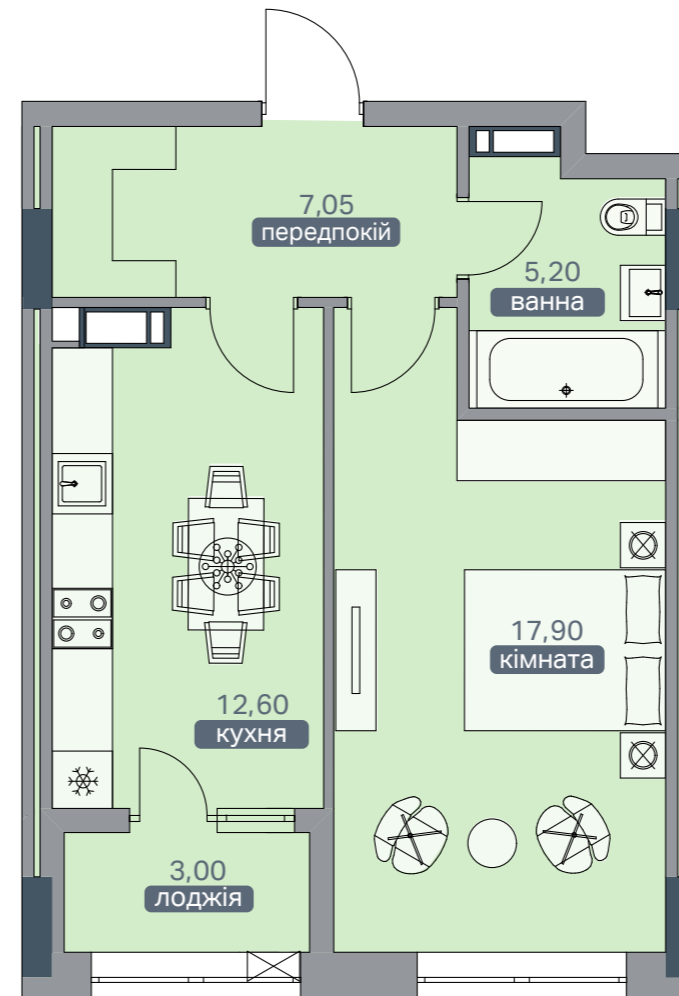 7,05
передпокій
5,20
ванна
17,90
кімната
12,60
кухня
3,00
лоджія